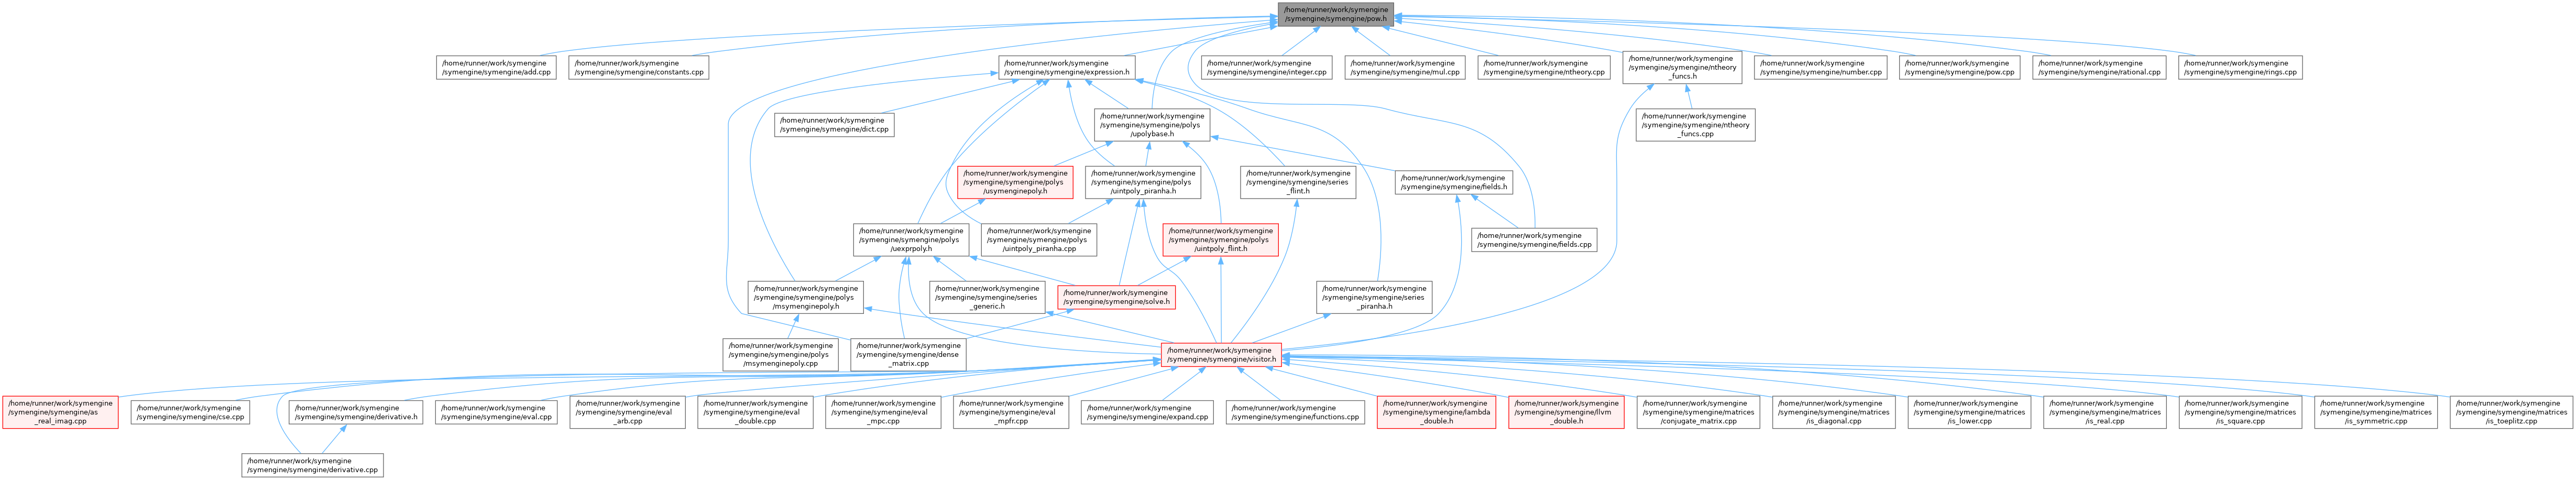 /home/runner/work/symengine
/symengine/symengine/pow.h
/home/runner/work/symengine
/symengine/symengine/add.cpp
/home/runner/work/symengine
/symengine/symengine/constants.cpp
/home/runner/work/symengine
/symengine/symengine/expression.h
/home/runner/work/symengine
/symengine/symengine/integer.cpp
/home/runner/work/symengine
/symengine/symengine/mul.cpp
/home/runner/work/symengine
/symengine/symengine/ntheory.cpp
/home/runner/work/symengine
/symengine/symengine/ntheory
_funcs.h
/home/runner/work/symengine
/symengine/symengine/number.cpp
/home/runner/work/symengine
/symengine/symengine/pow.cpp
/home/runner/work/symengine
/symengine/symengine/rational.cpp
/home/runner/work/symengine
/symengine/symengine/rings.cpp
/home/runner/work/symengine
/symengine/symengine/dict.cpp
/home/runner/work/symengine
/symengine/symengine/polys
/upolybase.h
/home/runner/work/symengine
/symengine/symengine/ntheory
_funcs.cpp
/home/runner/work/symengine
/symengine/symengine/polys
/usymenginepoly.h
/home/runner/work/symengine
/symengine/symengine/polys
/uintpoly_piranha.h
/home/runner/work/symengine
/symengine/symengine/series
_flint.h
/home/runner/work/symengine
/symengine/symengine/fields.h
/home/runner/work/symengine
/symengine/symengine/polys
/uexprpoly.h
/home/runner/work/symengine
/symengine/symengine/polys
/uintpoly_piranha.cpp
/home/runner/work/symengine
/symengine/symengine/polys
/uintpoly_flint.h
/home/runner/work/symengine
/symengine/symengine/fields.cpp
/home/runner/work/symengine
/symengine/symengine/polys
/msymenginepoly.h
/home/runner/work/symengine
/symengine/symengine/series
_generic.h
/home/runner/work/symengine
/symengine/symengine/solve.h
/home/runner/work/symengine
/symengine/symengine/series
_piranha.h
/home/runner/work/symengine
/symengine/symengine/polys
/msymenginepoly.cpp
/home/runner/work/symengine
/symengine/symengine/dense
_matrix.cpp
/home/runner/work/symengine
/symengine/symengine/visitor.h
/home/runner/work/symengine
/symengine/symengine/as
_real_imag.cpp
/home/runner/work/symengine
/symengine/symengine/cse.cpp
/home/runner/work/symengine
/symengine/symengine/derivative.h
/home/runner/work/symengine
/symengine/symengine/eval.cpp
/home/runner/work/symengine
/symengine/symengine/eval
_arb.cpp
/home/runner/work/symengine
/symengine/symengine/eval
_double.cpp
/home/runner/work/symengine
/symengine/symengine/eval
_mpc.cpp
/home/runner/work/symengine
/symengine/symengine/eval
_mpfr.cpp
/home/runner/work/symengine
/symengine/symengine/expand.cpp
/home/runner/work/symengine
/symengine/symengine/functions.cpp
/home/runner/work/symengine
/symengine/symengine/lambda
_double.h
/home/runner/work/symengine
/symengine/symengine/llvm
_double.h
/home/runner/work/symengine
/symengine/symengine/matrices
/conjugate_matrix.cpp
/home/runner/work/symengine
/symengine/symengine/matrices
/is_diagonal.cpp
/home/runner/work/symengine
/symengine/symengine/matrices
/is_lower.cpp
/home/runner/work/symengine
/symengine/symengine/matrices
/is_real.cpp
/home/runner/work/symengine
/symengine/symengine/matrices
/is_square.cpp
/home/runner/work/symengine
/symengine/symengine/matrices
/is_symmetric.cpp
/home/runner/work/symengine
/symengine/symengine/matrices
/is_toeplitz.cpp
/home/runner/work/symengine
/symengine/symengine/derivative.cpp